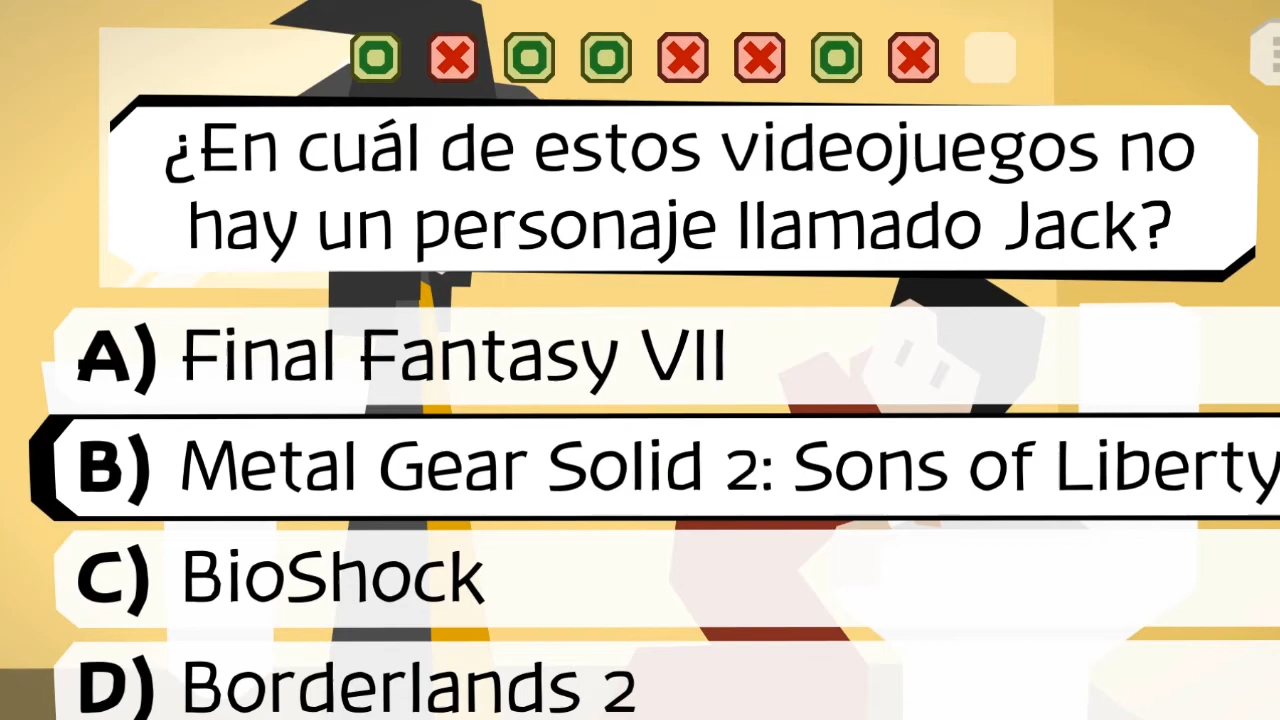 ¿En cuál de estos videojuegos no
hay un personaje llamado Jack?
A) Final Fantasy VII
B) Metal Gear Solid 2: Sons of Liberty
C) BioShock
D) Borderlands 2